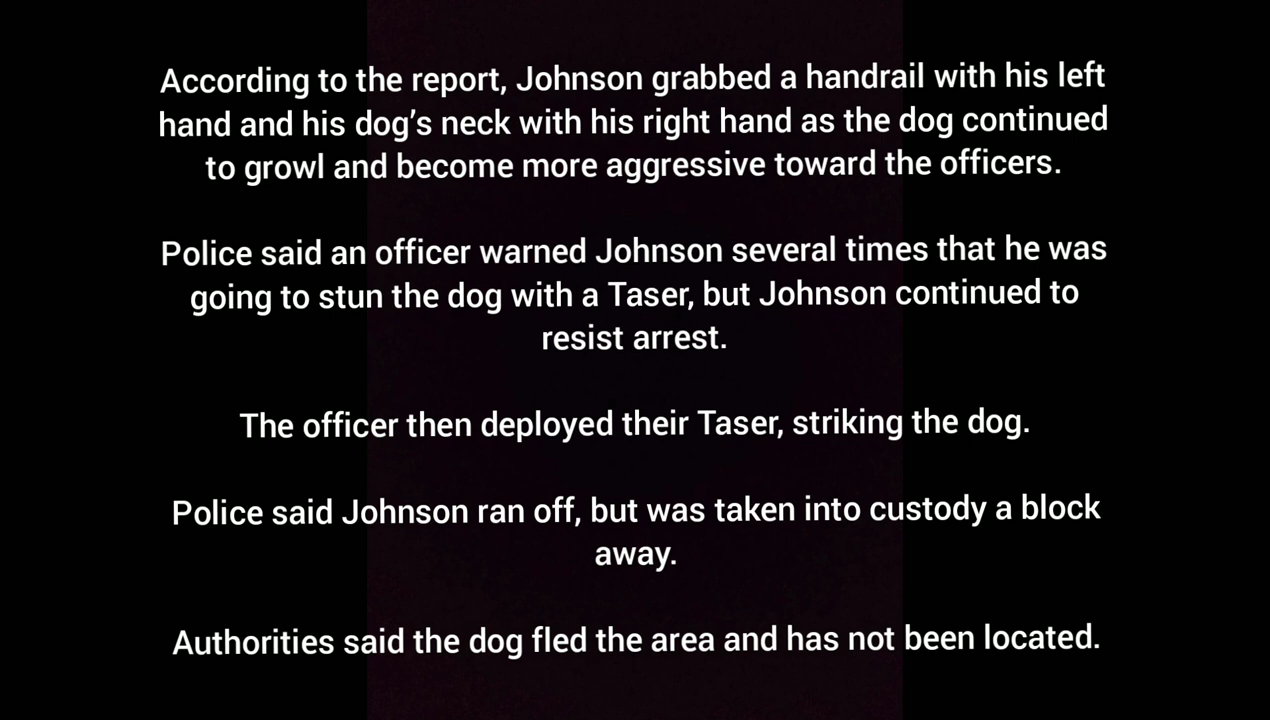 According to the report, Johnson grabbed a handrail with his left
hand and his dog’s neck with his right hand as the dog continued
to growl and become more aggressive toward the officers.
Police said an officer warned Johnson several times that he was
going to stun the dog with a Taser, but Johnson continued to
resist arrest.
The officer then deployed their Taser, striking the dog.
Police said Johnson ran off, but was taken into custody a block
away.
Authorities said the dog fled the area and has not been located.